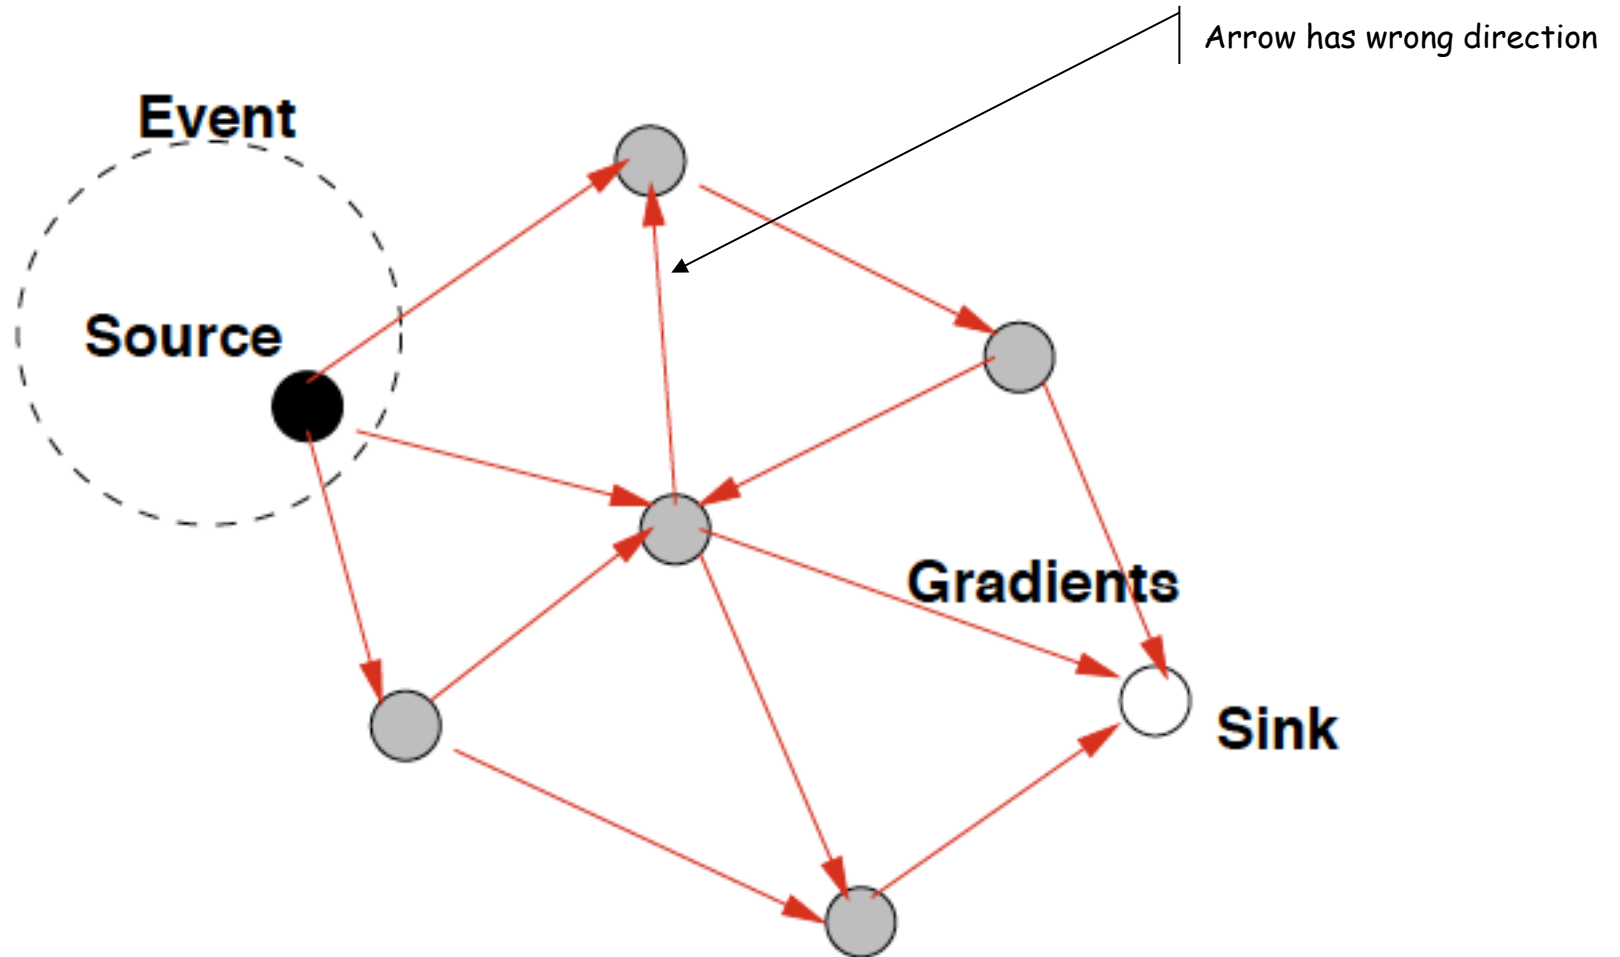 Arrow has wrong direction
Event
Source
Gradients
Sink